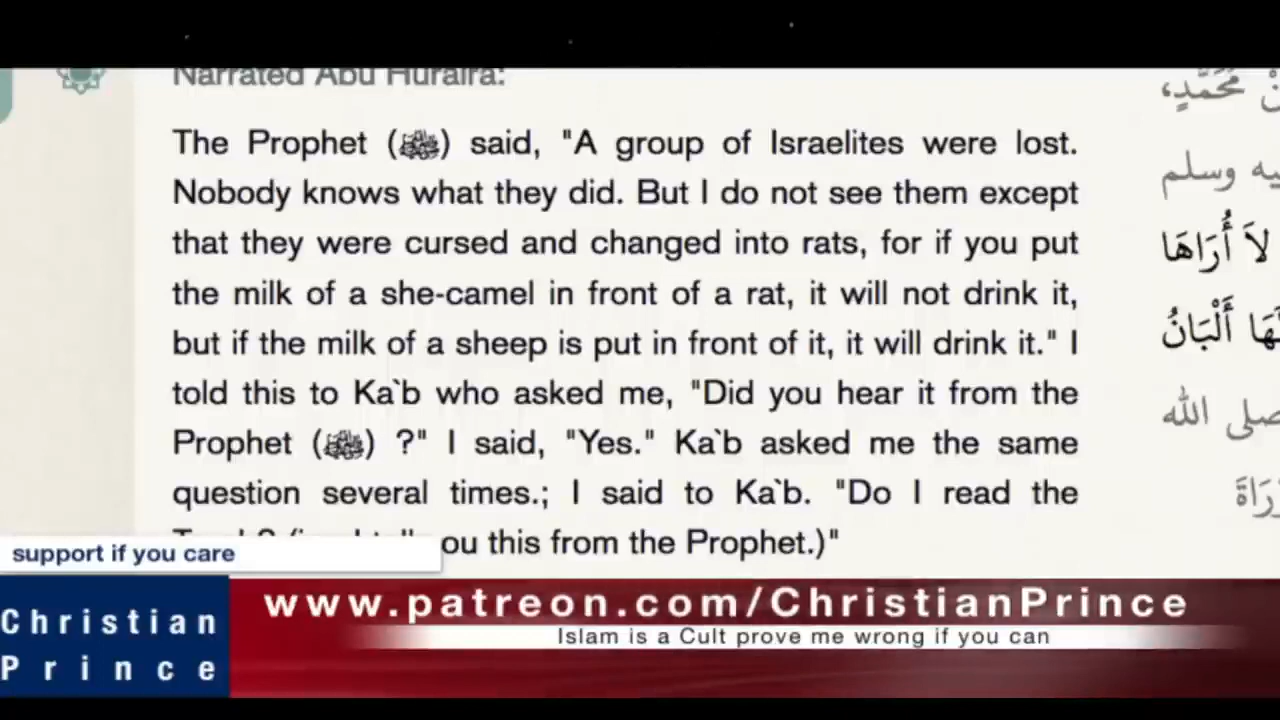 Narrated Abu Huraira:
The Prophet (ﷺ) said, "A group of Israelites were lost.
Nobody knows what they did. But I do not see them except
that they were cursed and changed into rats, for if you put
the milk of a she-camel in front of a rat, it will not drink it,
but if the milk of a sheep is put in front of it, it will drink it." I
told this to Ka`b who asked me, "Did you hear it from the
Prophet (ﷺ) ?" I said, "Yes." Ka`b asked me the same
question several times.; I said to Ka`b. "Do I read the
ou this from the Prophet.)"
مُحَمَّدٍ،
وسلم
لاَ أُرَاهَا
أَلْبَانُ
صلى الله
support if you care
Christian
Prince
www.patreon.com/ChristianPrince
Islam is a Cult prove me wrong if you can